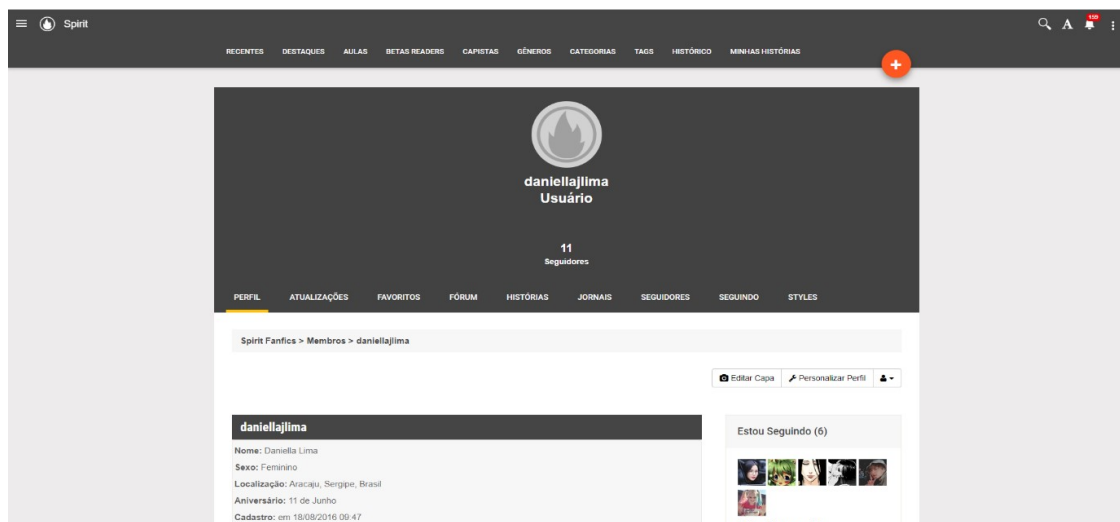 Spirit
A
159
RECENTES DESTAQUES AULAS BETAS READERS CAPISTAS GÊNEROS CATEGORIAS TAGS HISTÓRICO MINHAS HISTÓRIAS
+
daniellajlima
Usuário
11
Seguidores
PERFIL ATUALIZAÇÕES FAVORITOS FÓRUM HISTÓRIAS JORNAIS SEGUIDORES SEGUINDO STYLES
Spirit Fanfics > Membros > daniellajlima
Editar Capa Personalizar Perfil
daniellajlima
Nome: Daniella Lima
Sexo: Feminino
Localização: Aracaju, Sergipe, Brasil
Aniversário: 11 de Junho
Cadastro: em 18/08/2016 09:47
Estou Seguindo (6)